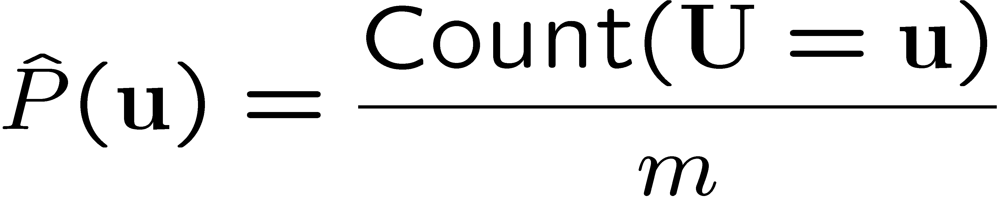 P̂(𝐮) = Count(𝐔 = 𝐮) / m